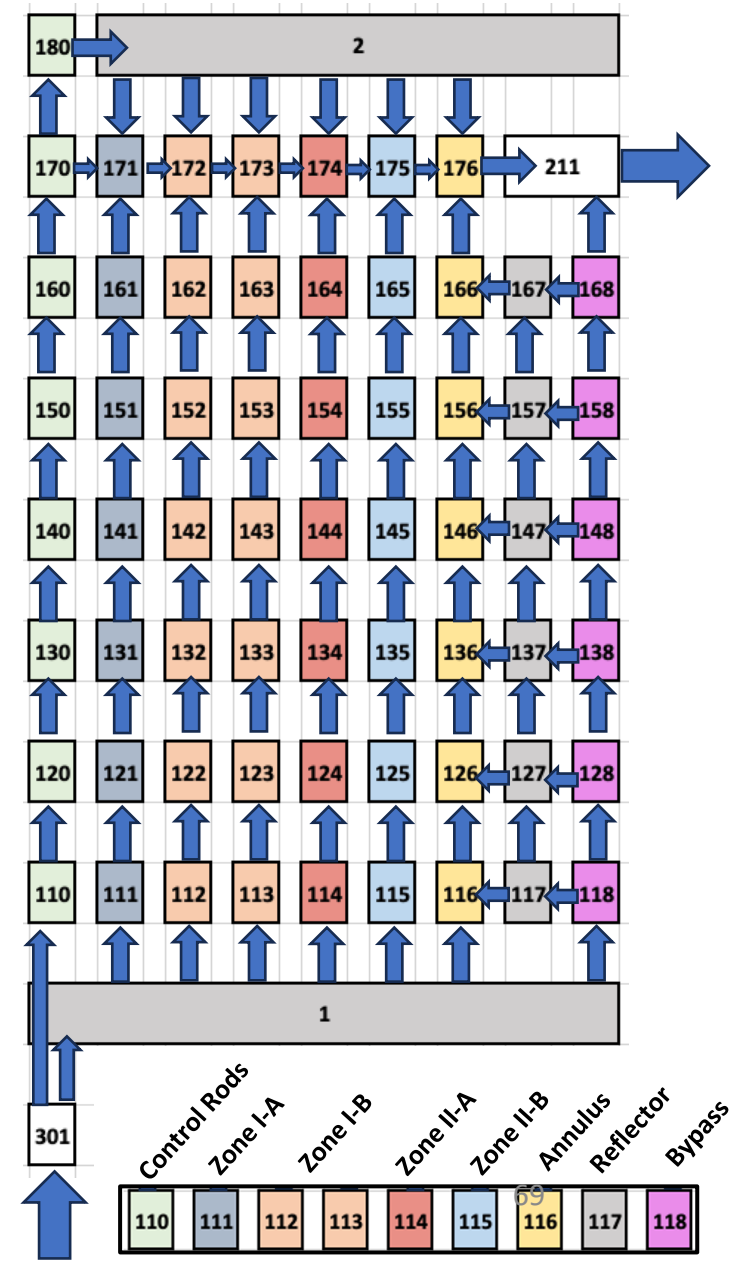 180 2
170 171 172 173 174 175 176 211
160 161 162 163 164 165 166 167 168
150 151 152 153 154 155 156 157 158
140 141 142 143 144 145 146 147 148
130 131 132 133 134 135 136 137 138
120 121 122 123 124 125 126 127 128
110 111 112 113 114 115 116 117 118
1
301
Control Rods
Zone I-A
Zone I-B
Zone II-A
Zone II-B
Annulus
Reflector
Bypass
69
110 111 112 113 114 115 116 117 118